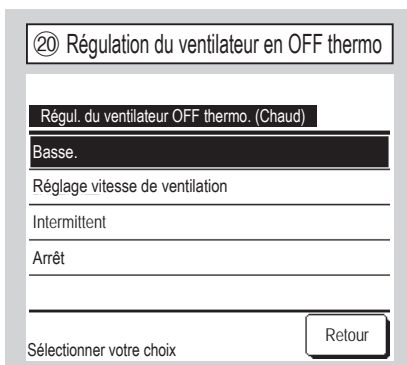 ⑳ Régulation du ventilateur en OFF thermo
Régul. du ventilateur OFF thermo. (Chaud)
Basse.
Réglage vitesse de ventilation
Intermittent
Arrêt
Sélectionner votre choix
Retour